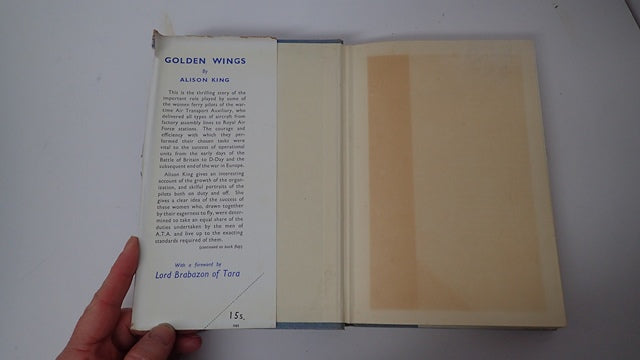 GOLDEN WINGS
By
ALISON KING
This is the thrilling story of the
important role played by some of
the women ferry pilots of the war-
time Air Transport Auxiliary, who
delivered all types of aircraft from
factory assembly lines to Royal Air
Force stations. The courage and
efficiency with which they per-
formed their chosen tasks were
vital to the success of operational
units from the early days of the
Battle of Britain to D-Day and the
subsequent end of the war in Europe.
Alison King gives an interesting
account of the growth of the organ-
ization, and skilful portraits of the
pilots both on duty and off. She
gives a clear idea of the success of
these women who, drawn together
by their eagerness to fly, were deter-
mined to take an equal share of the
duties undertaken by the men of
A.T.A. and live up to the exacting
standards required of them.
(continued on back flap)
With a foreword by
Lord Brabazon of Tara
15s.